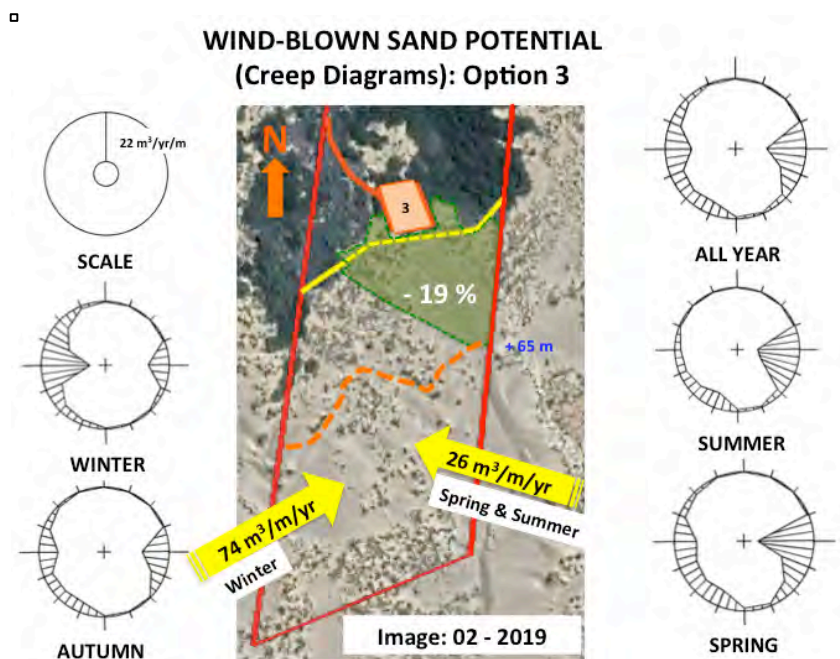 WIND-BLOWN SAND POTENTIAL
(Creep Diagrams): Option 3
22 m³/yr/m
SCALE
WINTER
AUTUMN
N
3
- 19 %
+ 65 m
74 m³/m/yr
Winter
26 m³/m/yr
Spring & Summer
Image: 02 - 2019
ALL YEAR
SUMMER
SPRING